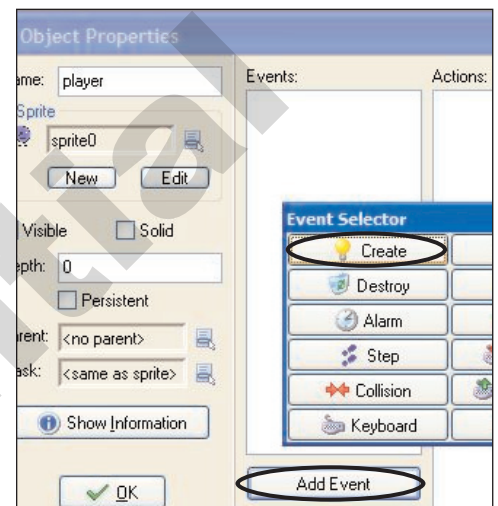 Object Properties
ame: player
Events:
Actions:
Sprite
sprite0
New Edit
Visible Solid
epth: 0
Persistent
arent: <no parent>
ask: <same as sprite>
Show Information
OK
Event Selector
Create
Destroy
Alarm
Step
Collision
Keyboard
Add Event
tial